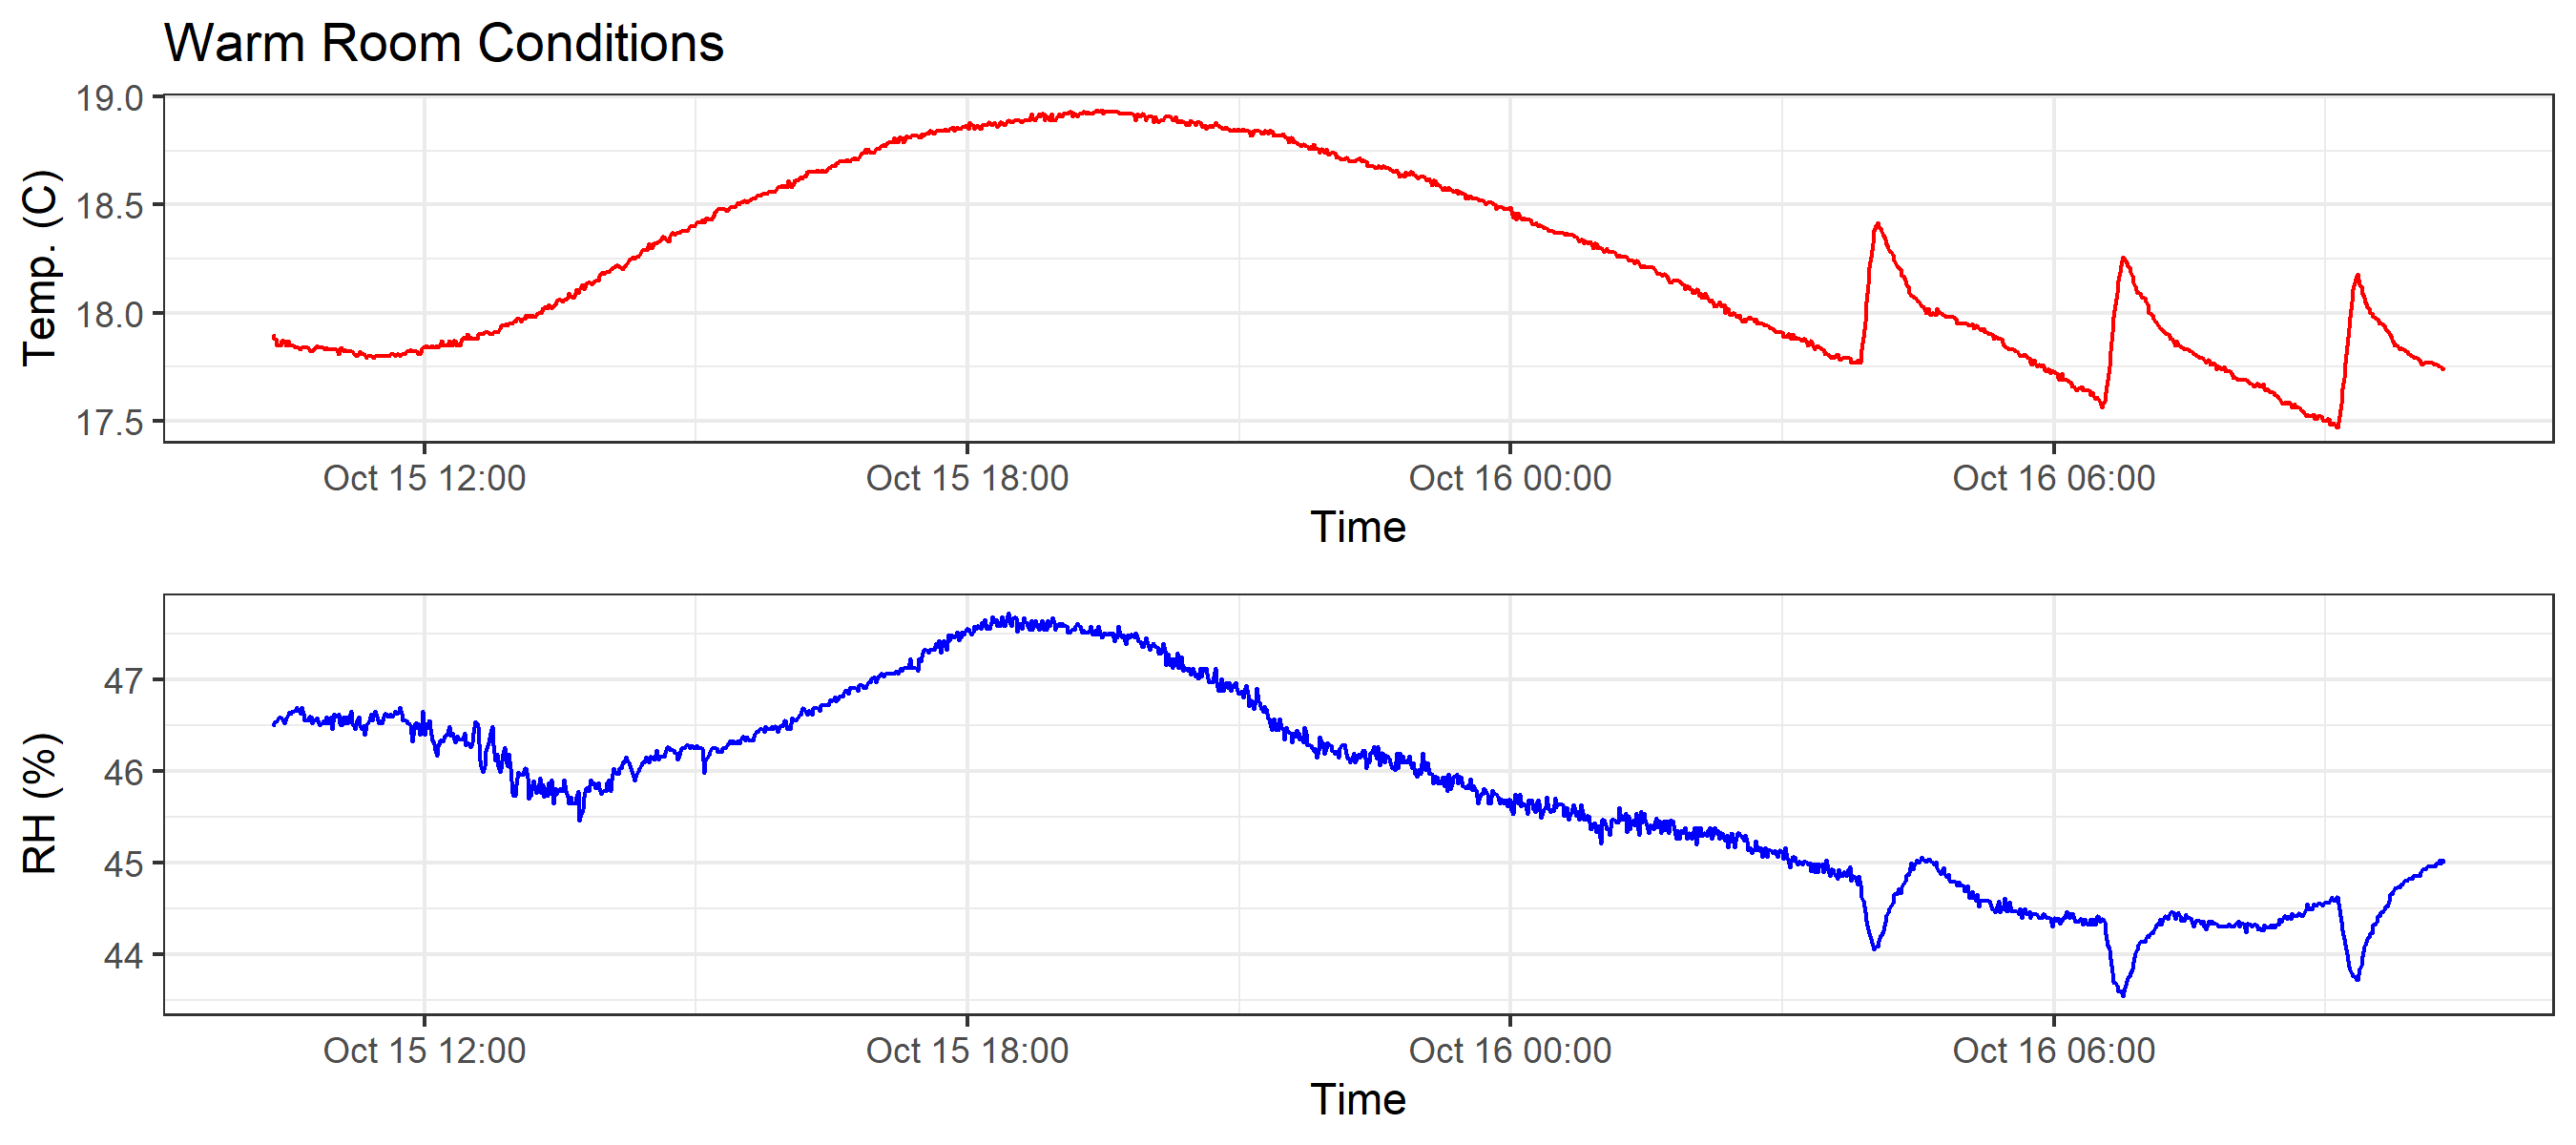 Warm Room Conditions
Temp. (C)
19.0
18.5
18.0
17.5
Oct 15 12:00 Oct 15 18:00 Oct 16 00:00 Oct 16 06:00
Time
RH (%)
47
46
45
44
Oct 15 12:00 Oct 15 18:00 Oct 16 00:00 Oct 16 06:00
Time